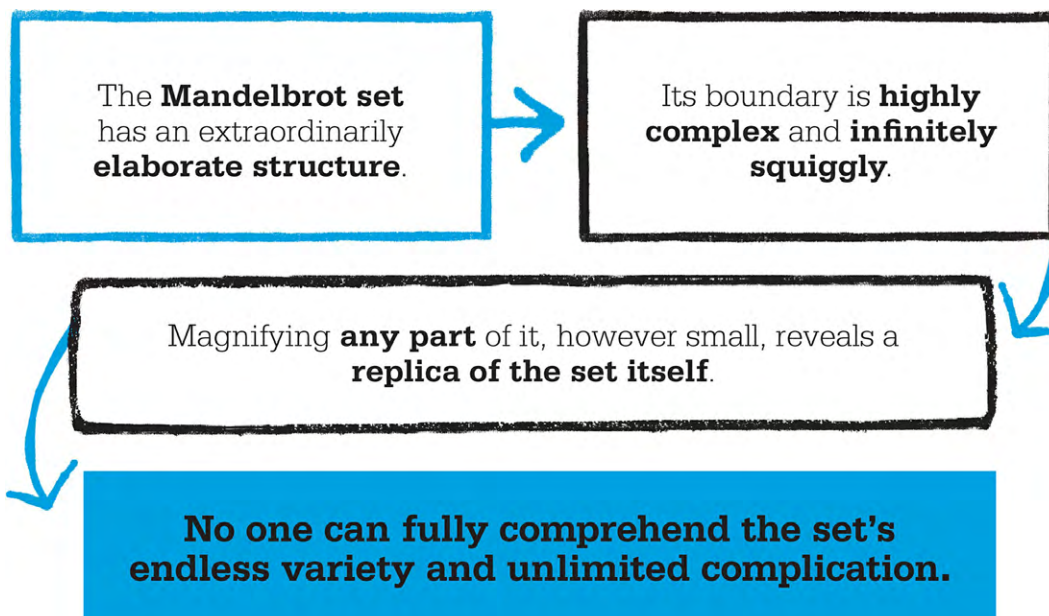 The Mandelbrot set
has an extraordinarily
elaborate structure.
Its boundary is highly
complex and infinitely
squiggly.
Magnifying any part of it, however small, reveals a
replica of the set itself.
No one can fully comprehend the set’s
endless variety and unlimited complication.